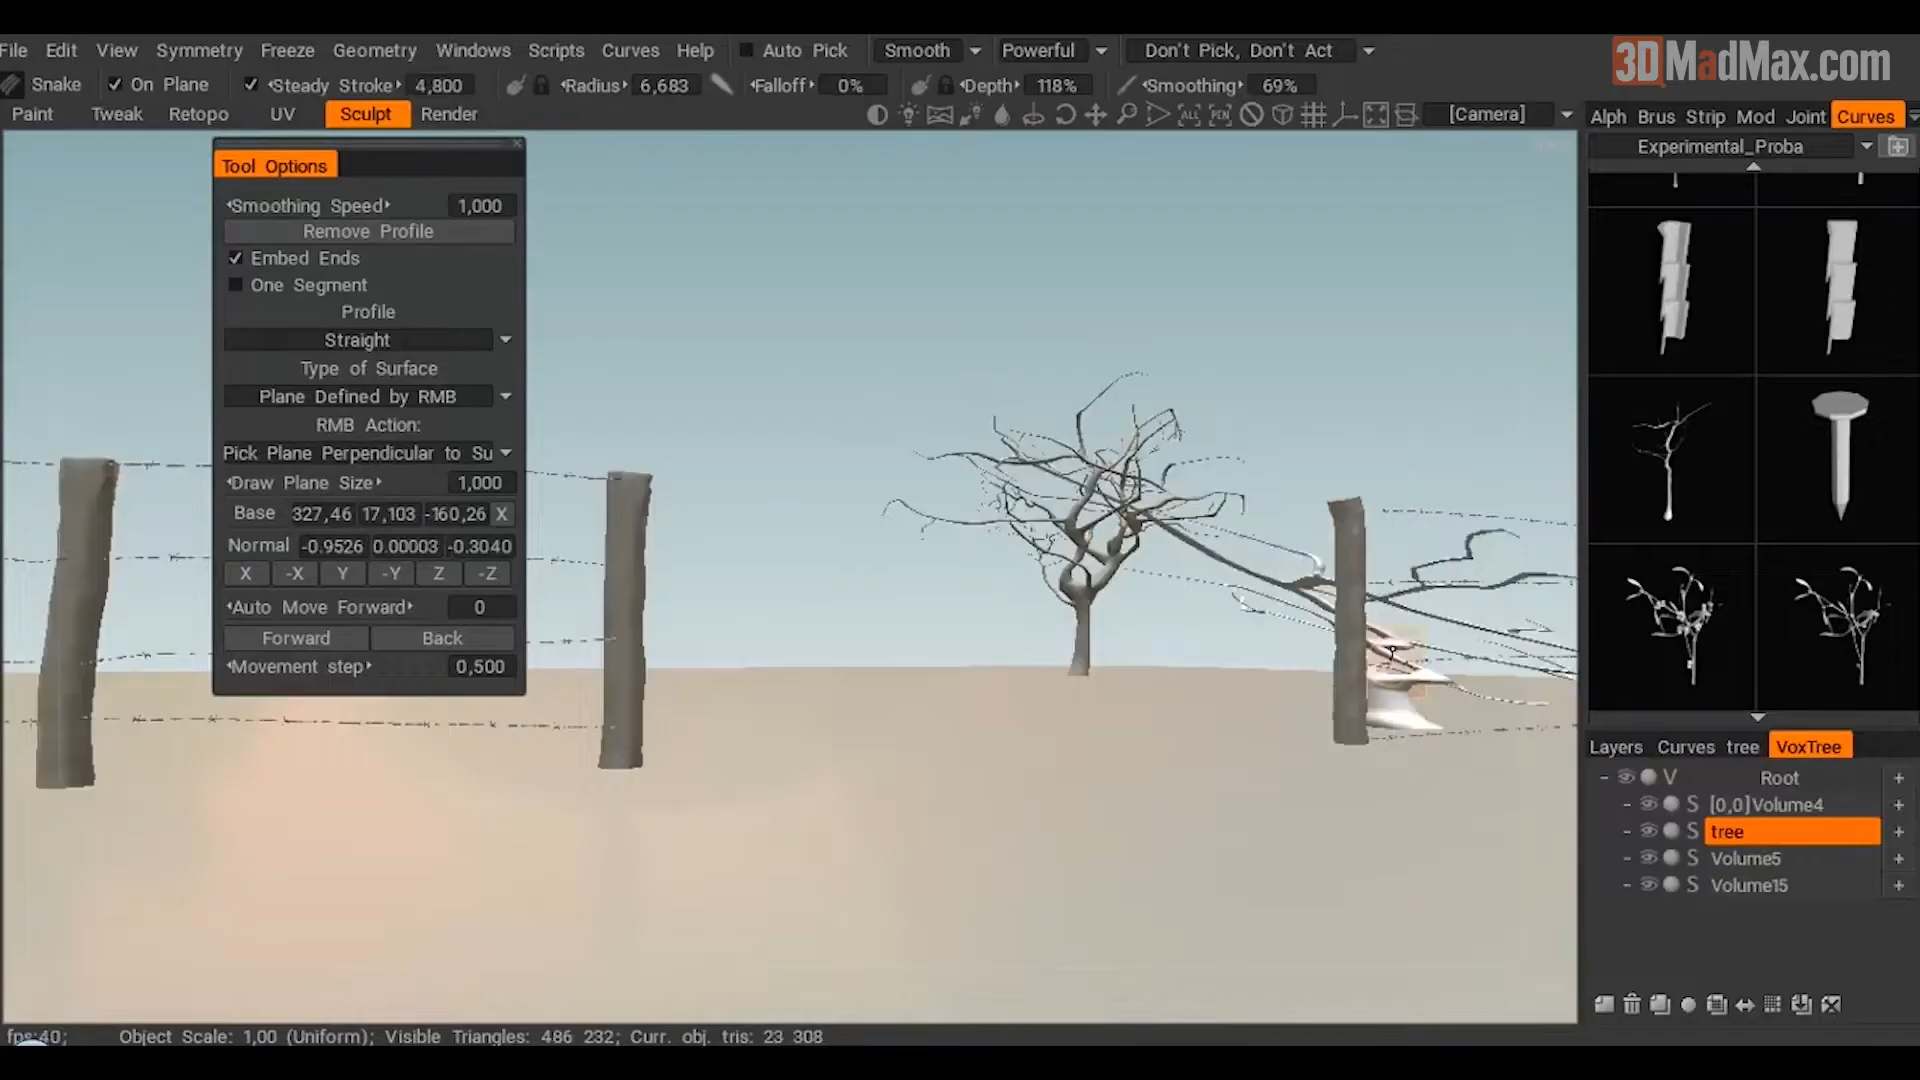 File Edit View Symmetry Freeze Geometry Windows Scripts Curves Help Auto Pick Smooth Powerful Don't Pick, Don't Act
3DMadMax.com
Snake On Plane Steady Stroke 4,800 Radius 6,683 Falloff 0% Depth 118% Smoothing 69%
Paint Tweak Retopo UV Sculpt Render ALL PEN [Camera]
Alph Brus Strip Mod Joint Curves
Experimental_Proba
Tool Options
Smoothing Speed 1,000
Remove Profile
Embed Ends
One Segment
Profile
Straight
Type of Surface
Plane Defined by RMB
RMB Action:
Pick Plane Perpendicular to Su
Draw Plane Size 1,000
Base 327,46 17,103 -160,26 X
Normal -0.9526 0.00003 -0.3040
X -X Y -Y Z -Z
Auto Move Forward 0
Forward Back
Movement step 0,500
Layers Curves tree VoxTree
- V Root +
- S [0,0]Volume4 +
- S tree +
- S Volume5 +
- S Volume15 +
fps:40; Object Scale: 1,00 (Uniform); Visible Triangles: 486 232; Curr. obj. tris: 23 308